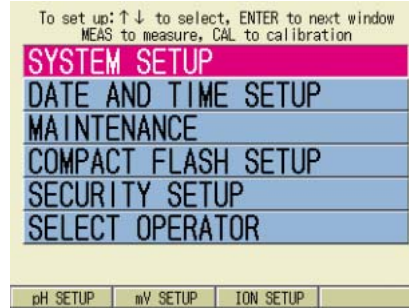 To set up:↑↓ to select, ENTER to next window
MEAS to measure, CAL to calibration
SYSTEM SETUP
DATE AND TIME SETUP
MAINTENANCE
COMPACT FLASH SETUP
SECURITY SETUP
SELECT OPERATOR
pH SETUP mV SETUP ION SETUP